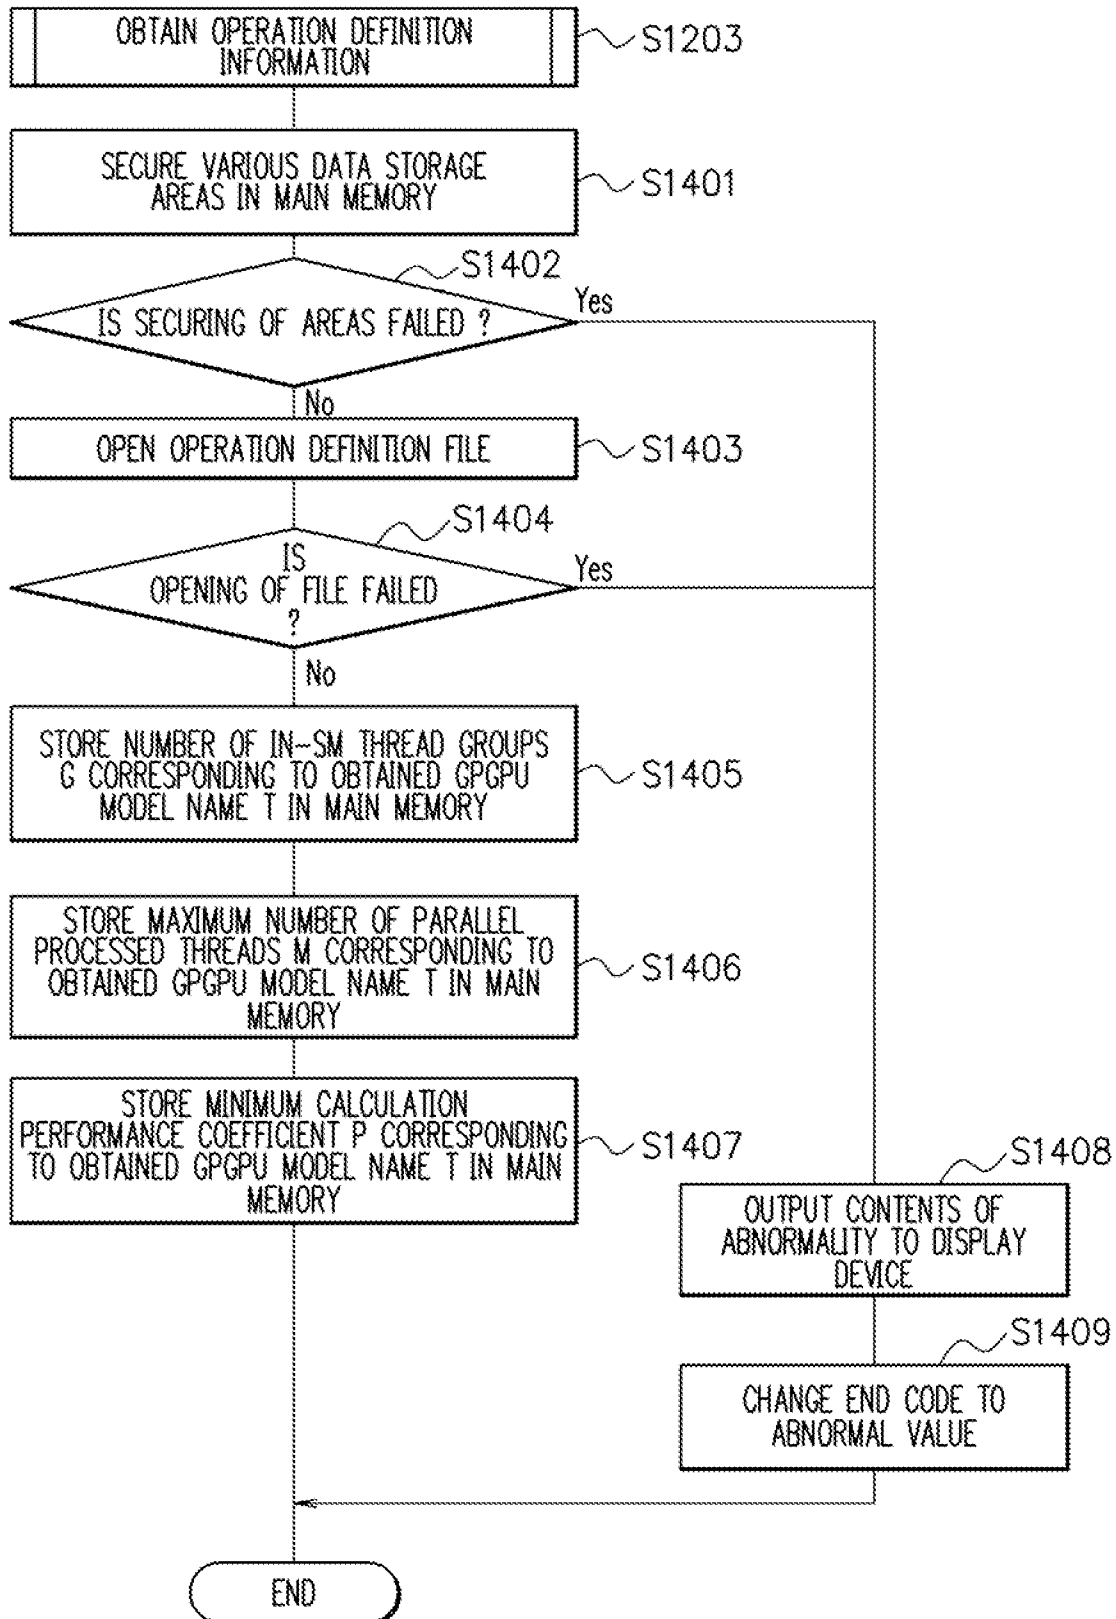 OBTAIN OPERATION DEFINITION
INFORMATION
S1203
SECURE VARIOUS DATA STORAGE
AREAS IN MAIN MEMORY
S1401
S1402
IS SECURING OF AREAS FAILED ?
Yes
No
OPEN OPERATION DEFINITION FILE
S1403
S1404
IS
OPENING OF FILE FAILED
?
Yes
No
STORE NUMBER OF IN-SM THREAD GROUPS
G CORRESPONDING TO OBTAINED GPGPU
MODEL NAME T IN MAIN MEMORY
S1405
STORE MAXIMUM NUMBER OF PARALLEL
PROCESSED THREADS M CORRESPONDING TO
OBTAINED GPGPU MODEL NAME T IN MAIN
MEMORY
S1406
STORE MINIMUM CALCULATION
PERFORMANCE COEFFICIENT P CORRESPONDING
TO OBTAINED GPGPU MODEL NAME T IN MAIN
MEMORY
S1407
S1408
OUTPUT CONTENTS OF
ABNORMALITY TO DISPLAY
DEVICE
S1409
CHANGE END CODE TO
ABNORMAL VALUE
END